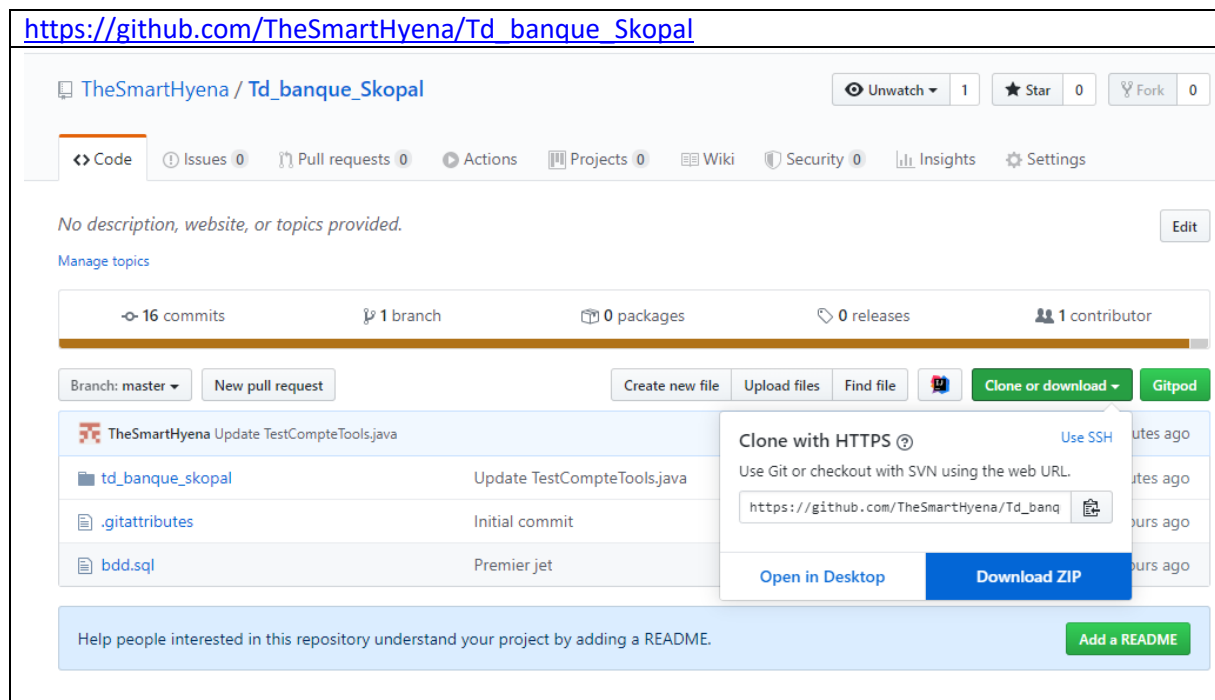 https://github.com/TheSmartHyena/Td_banque_Skopal
TheSmartHyena / Td_banque_Skopal
Unwatch 1 Star 0 Fork 0
Code Issues 0 Pull requests 0 Actions Projects 0 Wiki Security 0 Insights Settings
No description, website, or topics provided. Edit
Manage topics
16 commits 1 branch 0 packages 0 releases 1 contributor
Branch: master New pull request Create new file Upload files Find file Clone or download Gitpod
TheSmartHyena Update TestCompteTools.java utes ago
td_banque_skopal Update TestCompteTools.java utes ago
.gitattributes Initial commit ours ago
bdd.sql Premier jet ours ago
Clone with HTTPS Use SSH
Use Git or checkout with SVN using the web URL.
https://github.com/TheSmartHyena/Td_banq
Open in Desktop Download ZIP
Help people interested in this repository understand your project by adding a README. Add a README